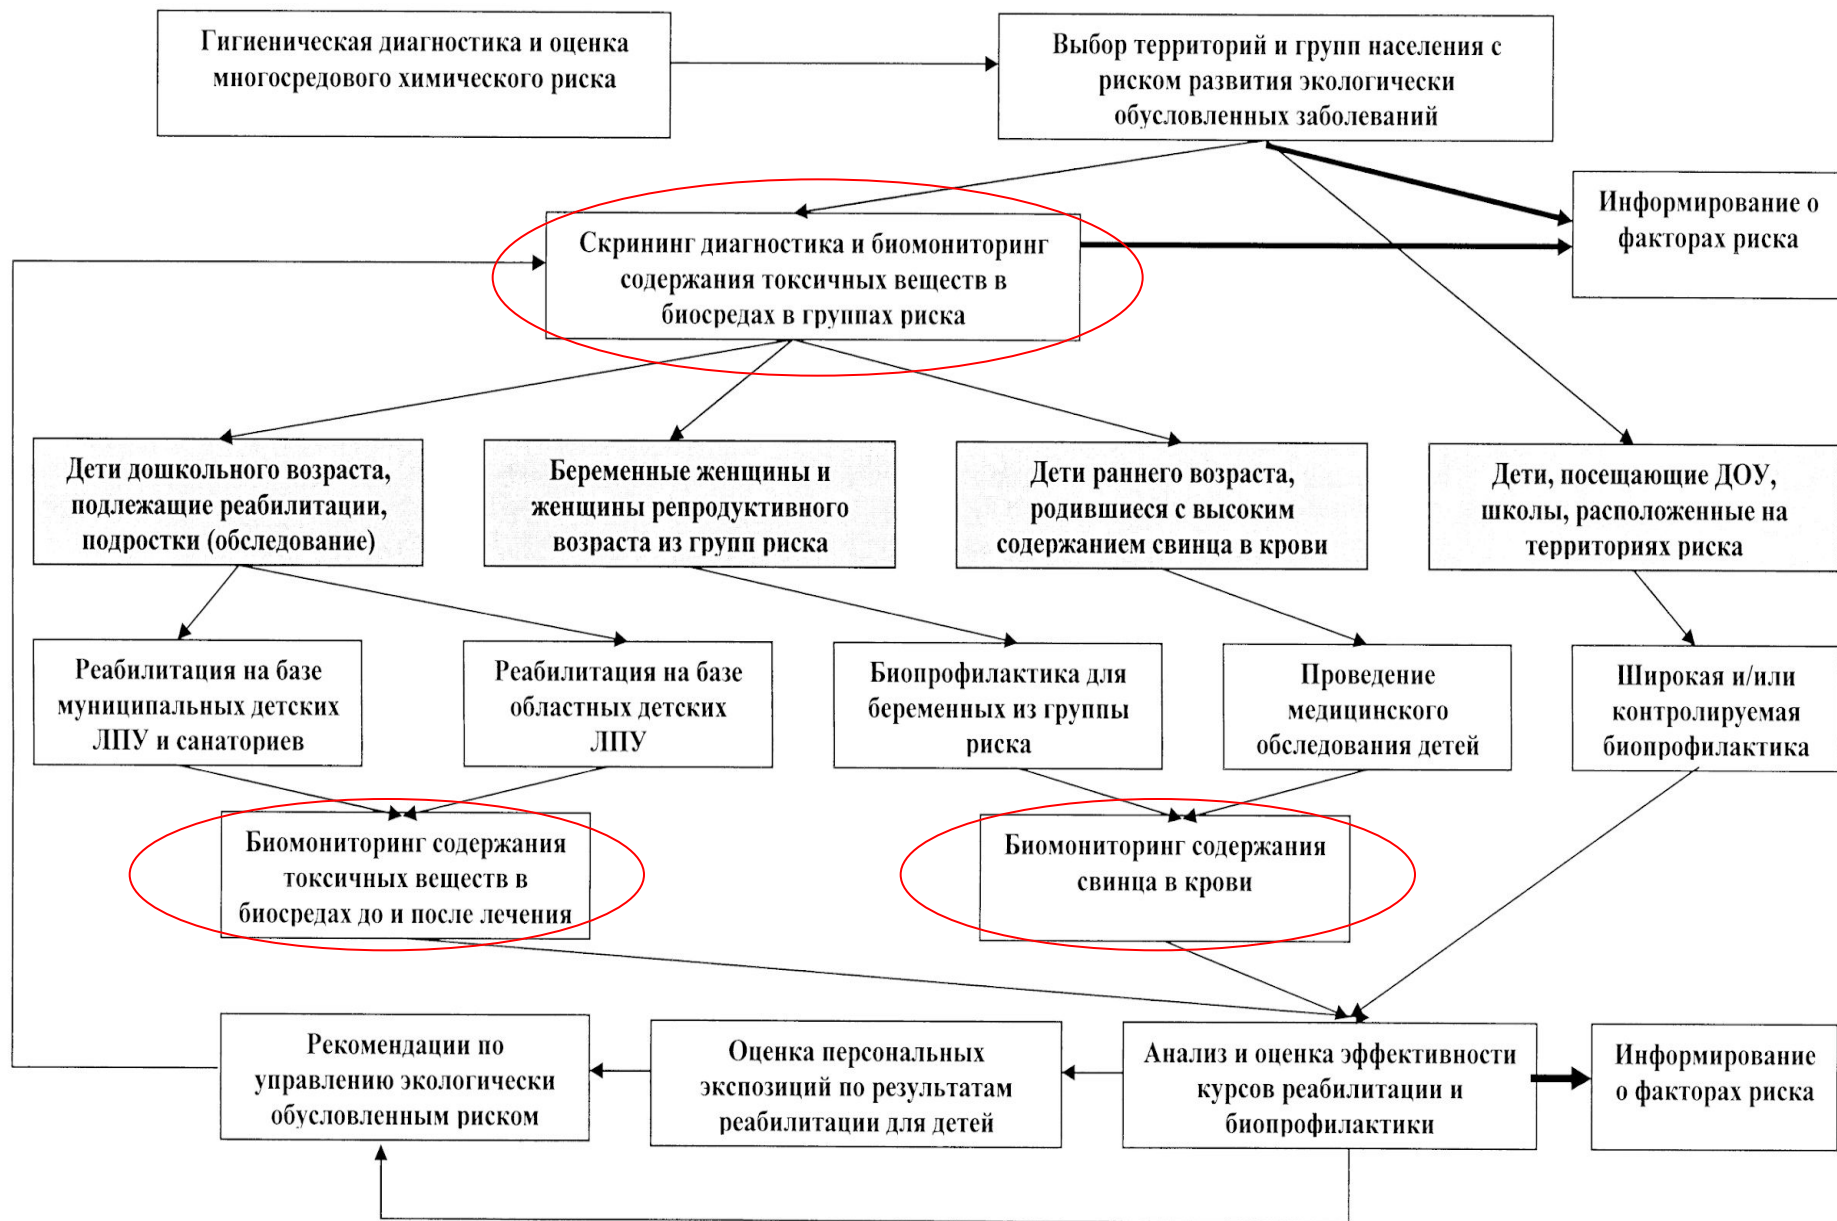 Гигиеническая диагностика и оценка
многосредового химического риска
Выбор территорий и групп населения с
риском развития экологически
обусловленных заболеваний
Информирование о
факторах риска
Скрининг диагностика и биомониторинг
содержания токсичных веществ в
биосредах в группах риска
Дети дошкольного возраста,
подлежащие реабилитации,
подростки (обследование)
Беременные женщины и
женщины репродуктивного
возраста из групп риска
Дети раннего возраста,
родившиеся с высоким
содержанием свинца в крови
Дети, посещающие ДОУ,
школы, расположенные на
территориях риска
Реабилитация на базе
муниципальных детских
ЛПУ и санаториев
Реабилитация на базе
областных детских
ЛПУ
Биопрофилактика для
беременных из группы
риска
Проведение
медицинского
обследования детей
Широкая и/или
контролируемая
биопрофилактика
Биомониторинг содержания
токсичных веществ в
биосредах до и после лечения
Биомониторинг содержания
свинца в крови
Рекомендации по
управлению экологически
обусловленным риском
Оценка персональных
экспозиций по результатам
реабилитации для детей
Анализ и оценка эффективности
курсов реабилитации и
биопрофилактики
Информирование
о факторах риска